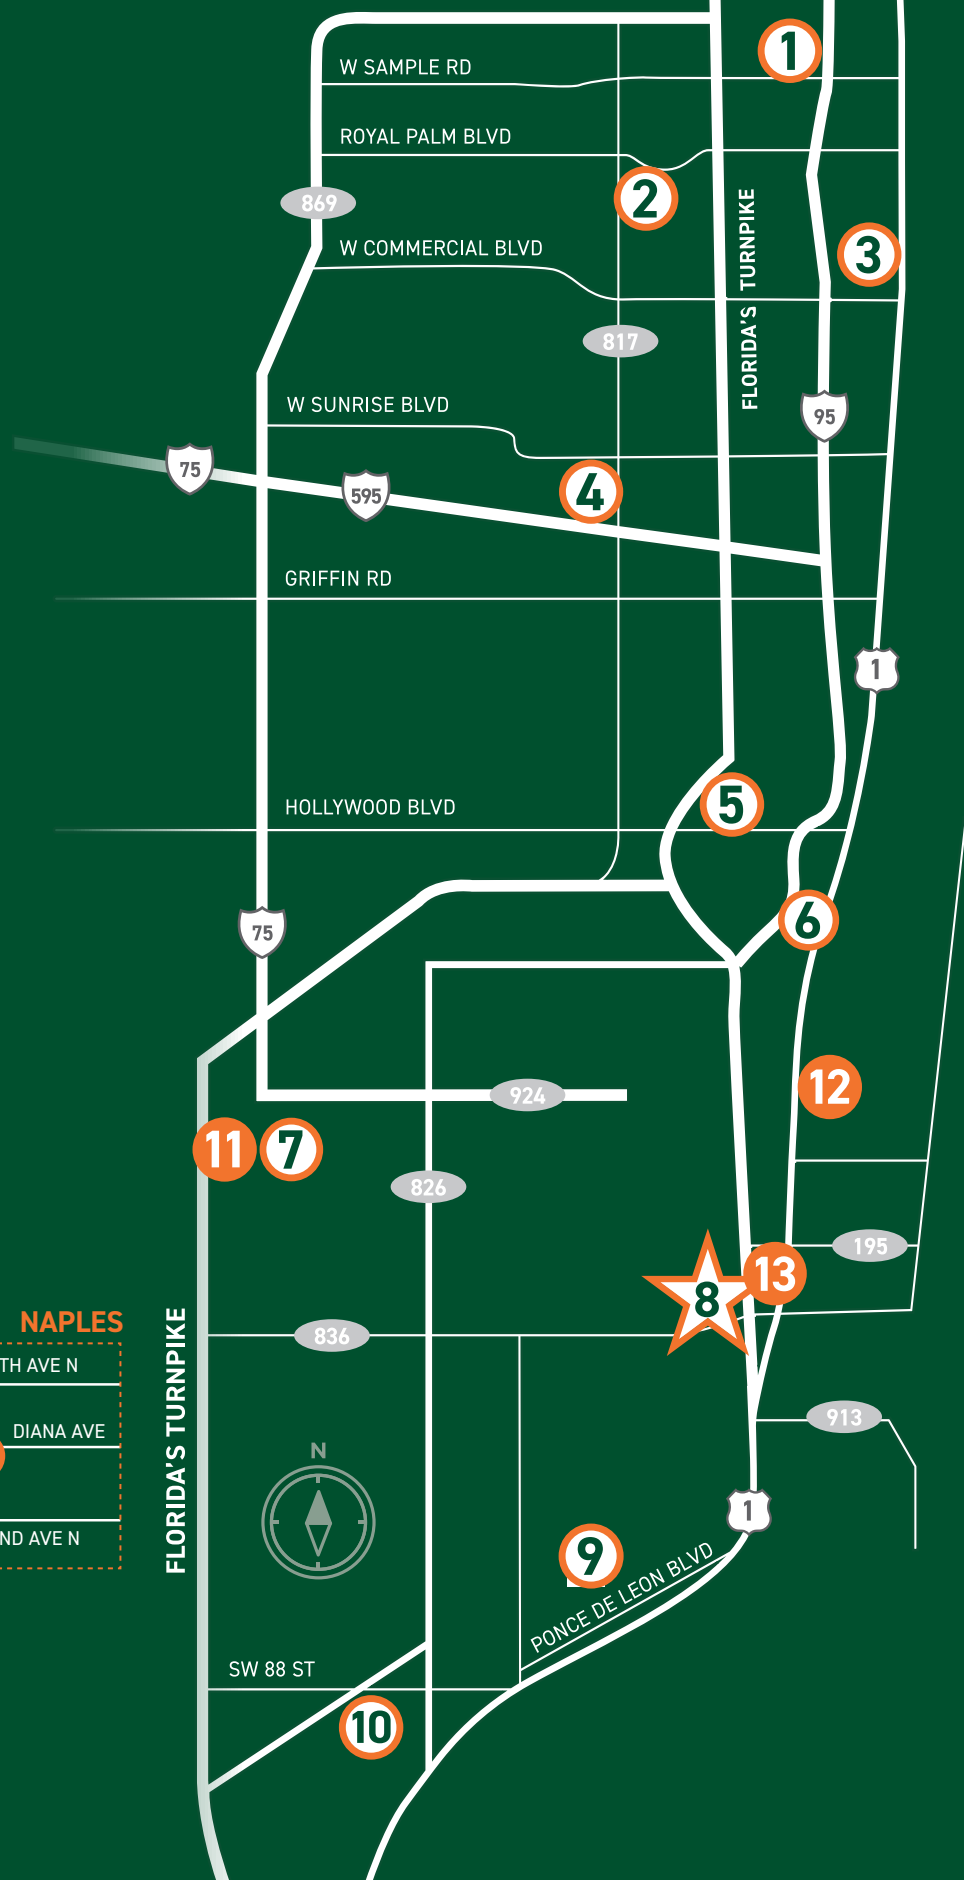 1
W SAMPLE RD
ROYAL PALM BLVD
2
869
FLORIDA'S TURNPIKE
W COMMERCIAL BLVD
3
817
W SUNRISE BLVD
95
75
595
4
GRIFFIN RD
1
HOLLYWOOD BLVD
5
6
75
12
924
11
7
826
195
13
8
NAPLES
836
FLORIDA'S TURNPIKE
TH AVE N
913
DIANA AVE
N
1
ND AVE N
9
PONCE DE LEON BLVD
SW 88 ST
10